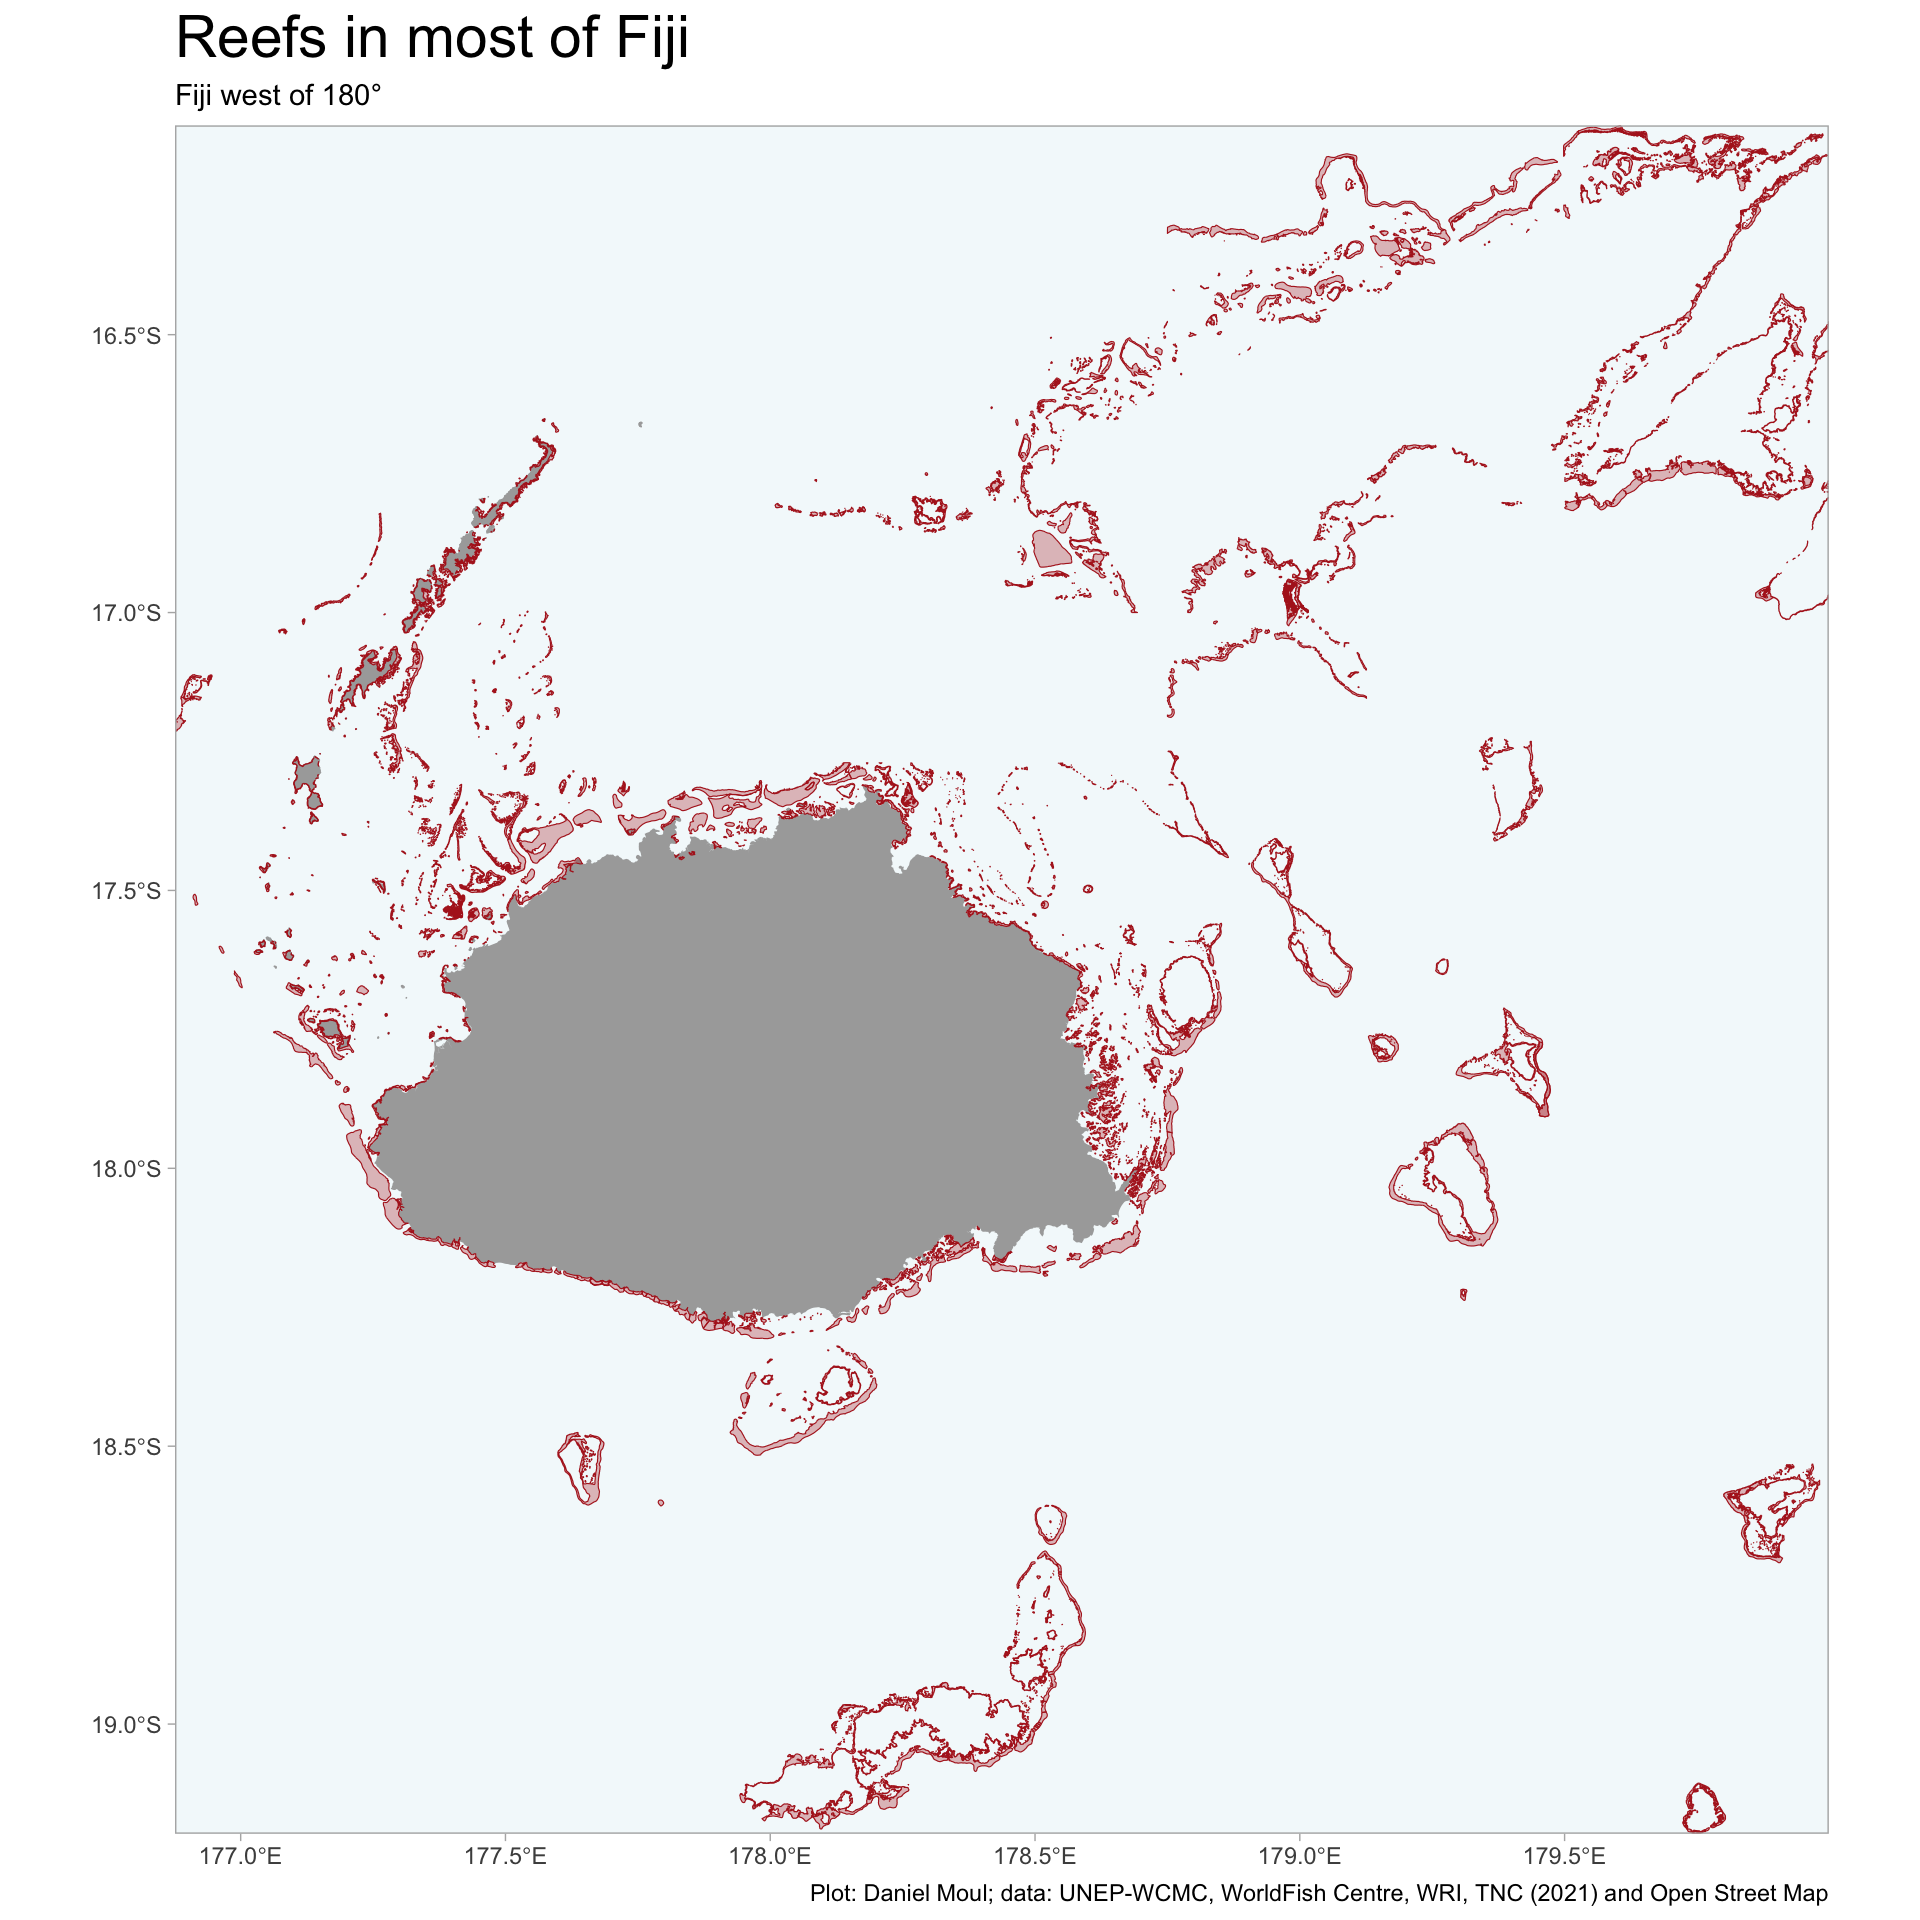 Reefs in most of Fiji
Fiji west of 180°
16.5°S
17.0°S
17.5°S
18.0°S
18.5°S
19.0°S
177.0°E 177.5°E 178.0°E 178.5°E 179.0°E 179.5°E
Plot: Daniel Moul; data: UNEP-WCMC, WorldFish Centre, WRI, TNC (2021) and Open Street Map